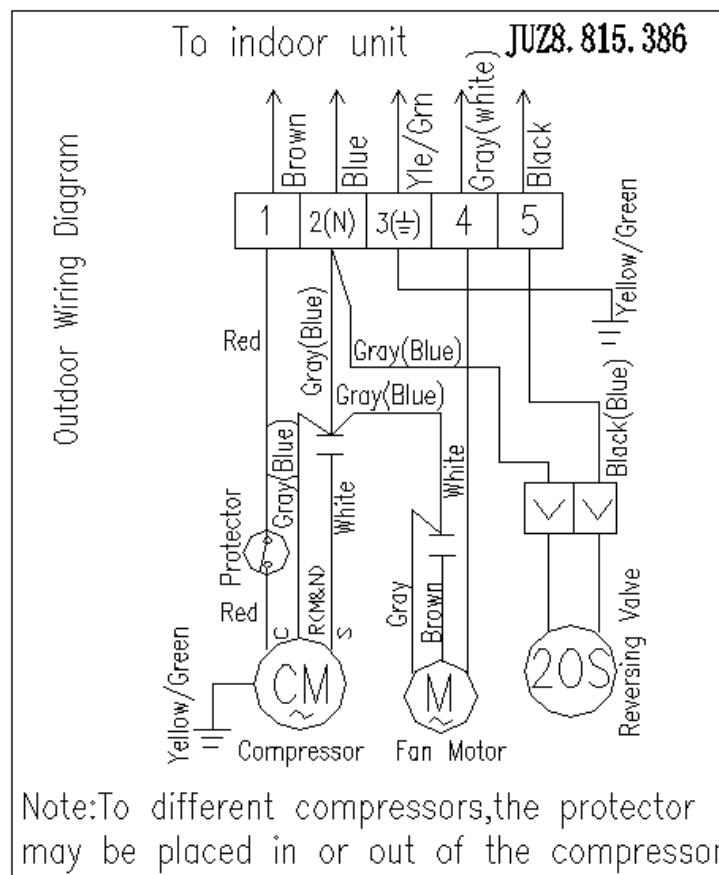 To indoor unit
JUZ8.815.386
Outdoor Wiring Diagram
Brown
Blue
Yle/Grn
Gray(white)
Black
1
2(N)
3(⏚)
4
5
Yellow/Green
Red
Gray(Blue)
Gray(Blue)
Gray(Blue)
Black(Blue)
Gray(Blue)
White
White
Protector
Red
C
R(M&N)
S
Gray
Brown
Yellow/Green
CM
~
M
~
20S
Reversing Valve
Compressor
Fan Motor
Note:To different compressors,the protector
may be placed in or out of the compressor